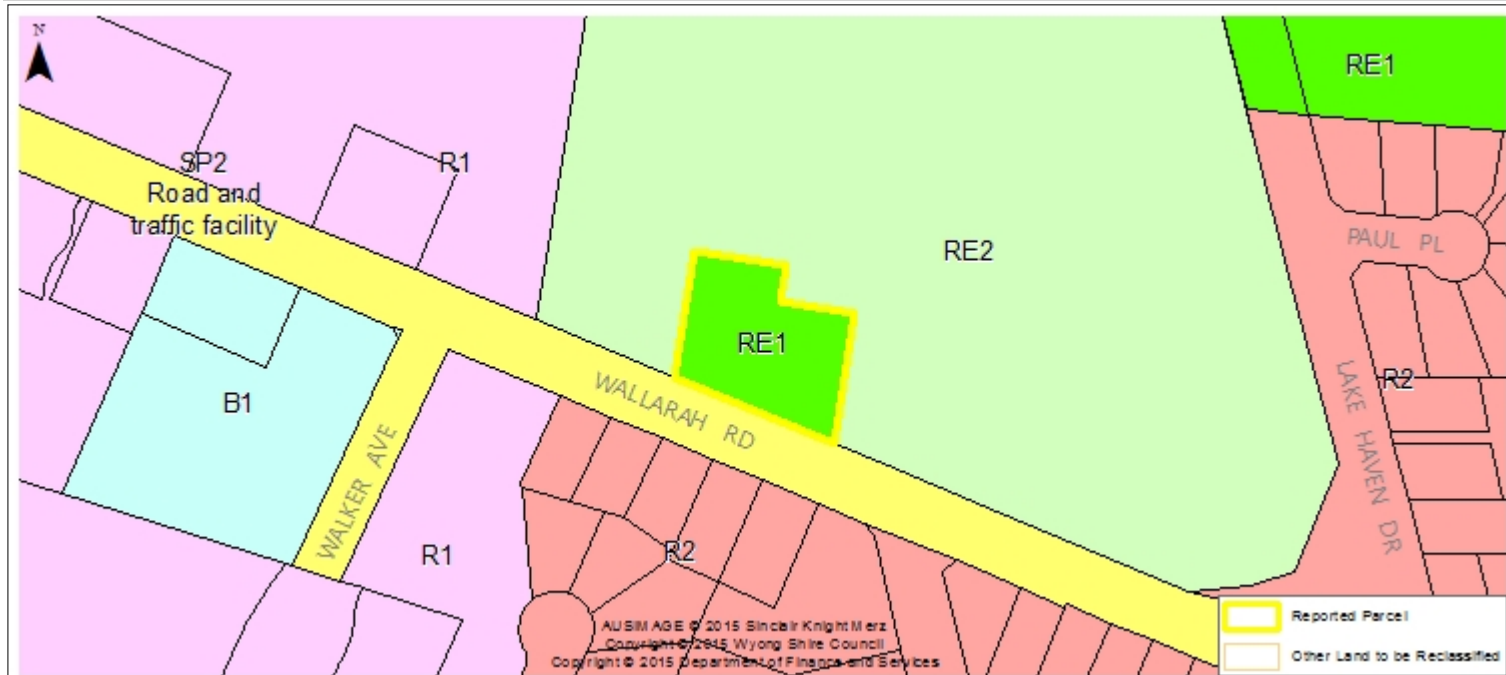 N
RE1
SP2
Road and
traffic facility
R1
PAUL PL
RE2
RE1
WALLARAH RD
LAKE HAVEN DR
R2
B1
WALKER AVE
R1
R2
AUSIMAGE © 2015 Sinclair Knight Merz
Copyright © 2015 Wyong Shire Council
Copyright © 2015 Department of Finance and Services
Reported Parcel
Other Land to be Reclassified